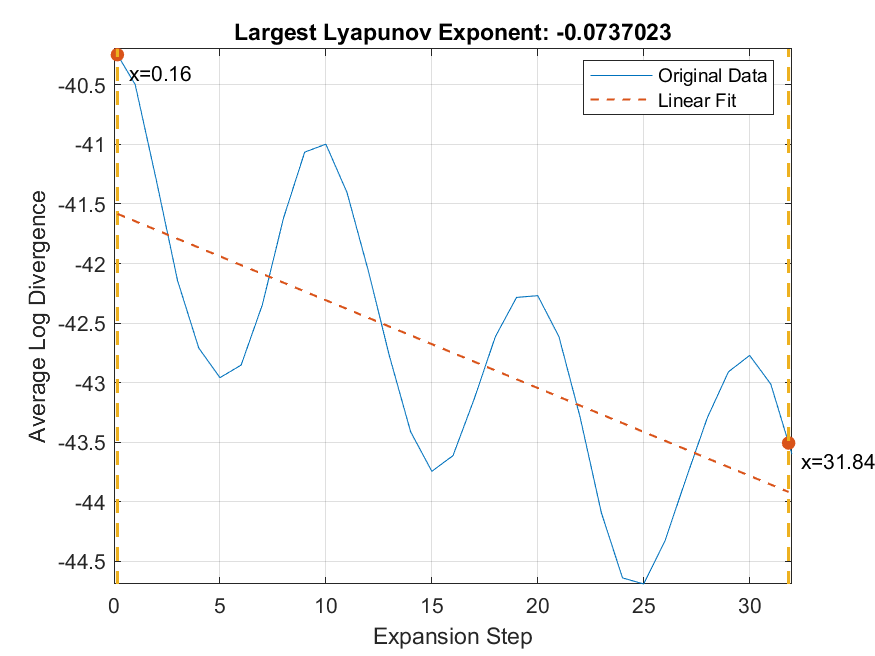 Largest Lyapunov Exponent: -0.0737023
x=0.16
Original Data
Linear Fit
-40.5
-41
-41.5
-42
-42.5
-43
-43.5
-44
-44.5
Average Log Divergence
x=31.84
0 5 10 15 20 25 30
Expansion Step